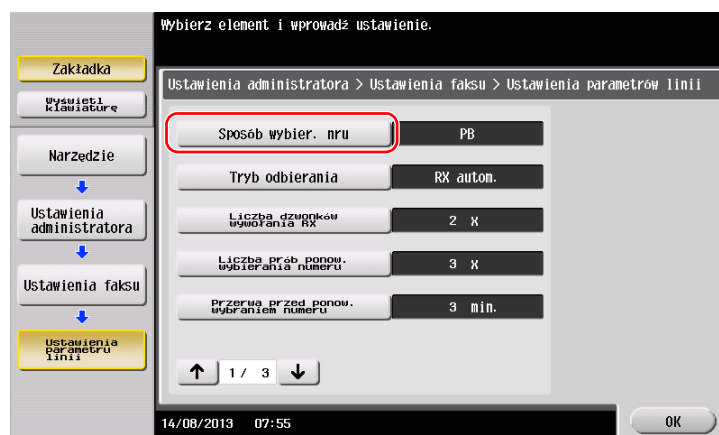 Wybierz element i wprowadź ustawienie.
Zakładka
Wyświetl
klawiaturę
Narzędzie
Ustawienia
administratora
Ustawienia faksu
Ustawienia
parametru
linii
Ustawienia administratora > Ustawienia faksu > Ustawienia parametrów linii
Sposób wybier. nru PB
Tryb odbierania RX autom.
Liczba dzwonków
wywołania RX
2 X
Liczba prób ponow.
wybierania numeru
3 X
Przerwa przed ponow.
wybraniem numeru
3 min.
↑ 1/ 3 ↓
14/08/2013 07:55
OK